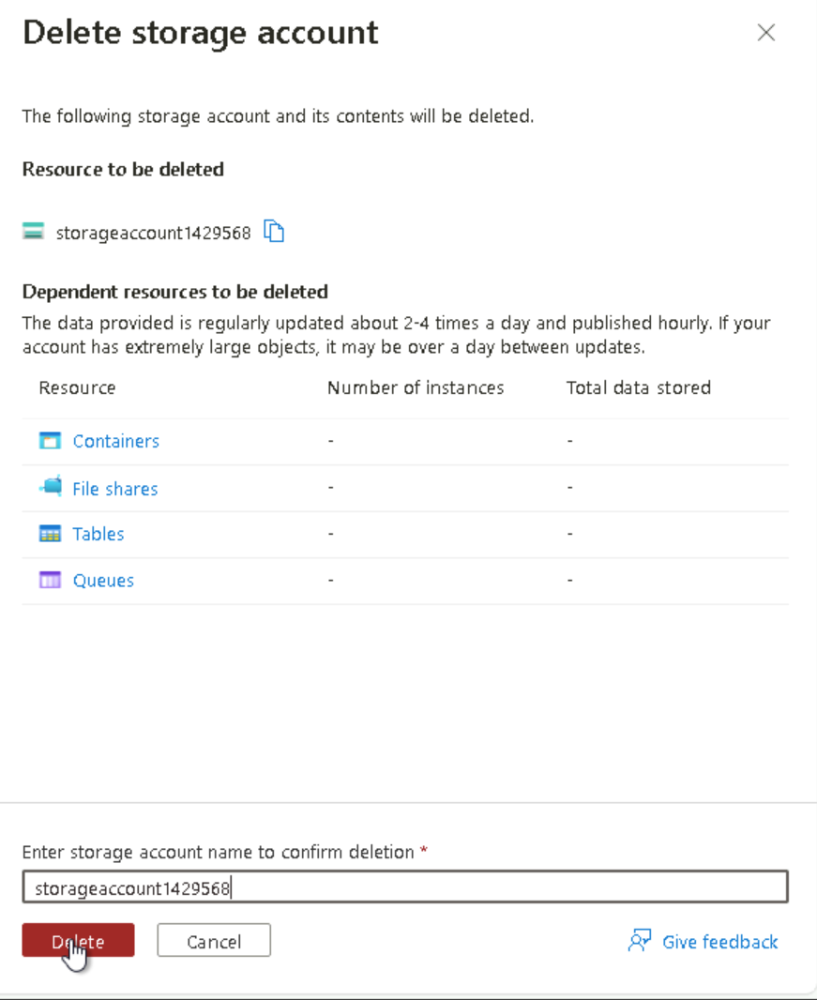 Delete storage account
The following storage account and its contents will be deleted.
Resource to be deleted
storageaccount1429568
Dependent resources to be deleted
The data provided is regularly updated about 2-4 times a day and published hourly. If your
account has extremely large objects, it may be over a day between updates.
Resource Number of instances Total data stored
Containers - -
File shares - -
Tables - -
Queues - -
Enter storage account name to confirm deletion *
storageaccount1429568
Delete Cancel Give feedback